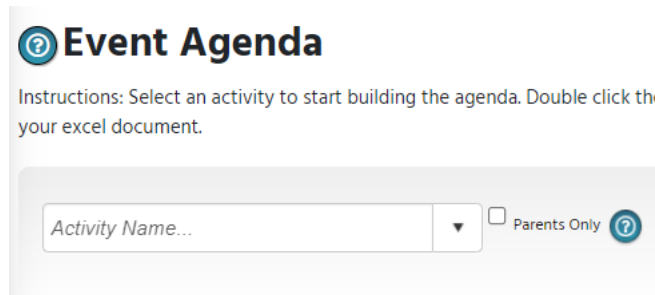 Event Agenda
Instructions: Select an activity to start building the agenda. Double click
your excel document.
Activity Name...
Parents Only